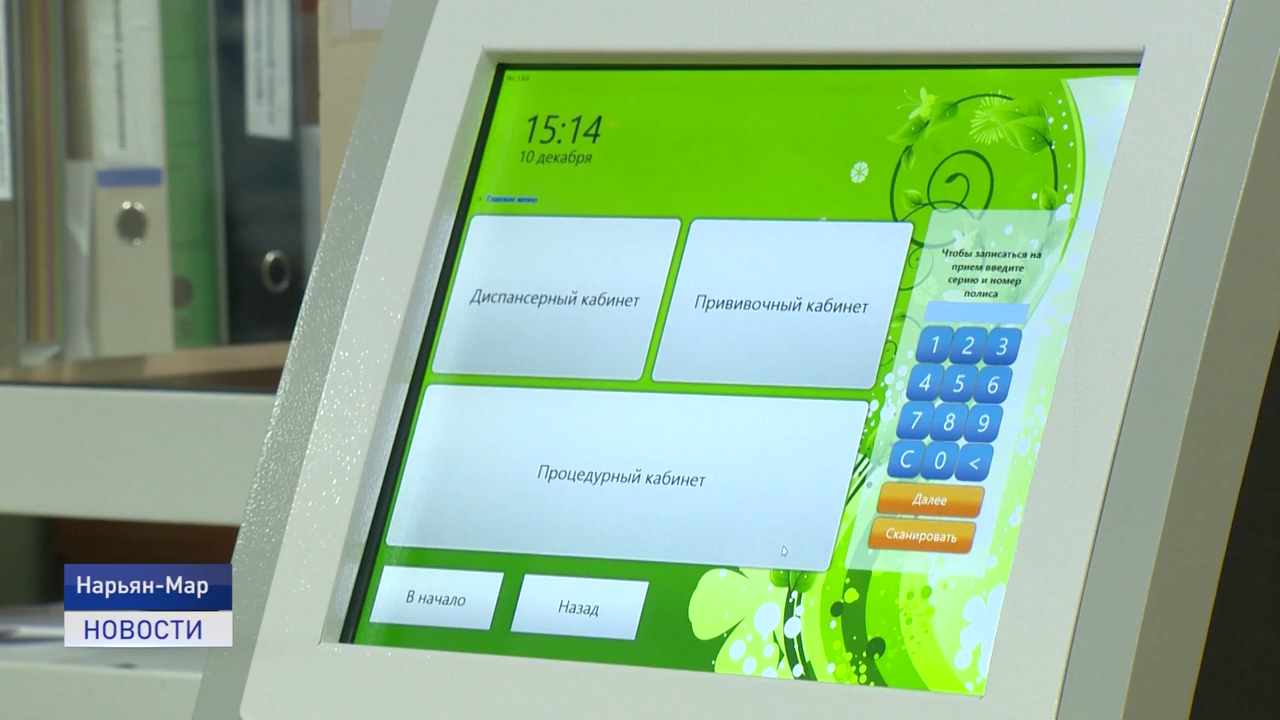 15:14
10 декабря
Главное меню
Диспансерный кабинет
Прививочный кабинет
Процедурный кабинет
В начало
Назад
Чтобы записаться на
прием введите
серию и номер
полиса
1 2 3
4 5 6
7 8 9
C 0 <
Далее
Сканировать
Нарьян-Мар
НОВОСТИ